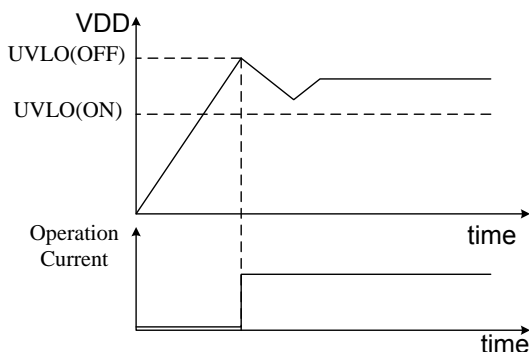 VDD
UVLO(OFF)
UVLO(ON)
time
Operation
Current
time